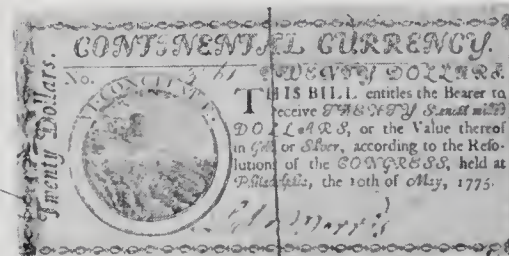 CONTINENTAL CURRENCY.
Twenty Dollars.
No.
TWENTY DOLLARS.
THIS BILL entitles the Bearer to
receive TWENTY Spanish milled
DOLLARS, or the Value thereof
in Gold or Silver, according to the Reso-
lution of the CONGRESS, held at
Philadelphia, the 10th of May, 1775.